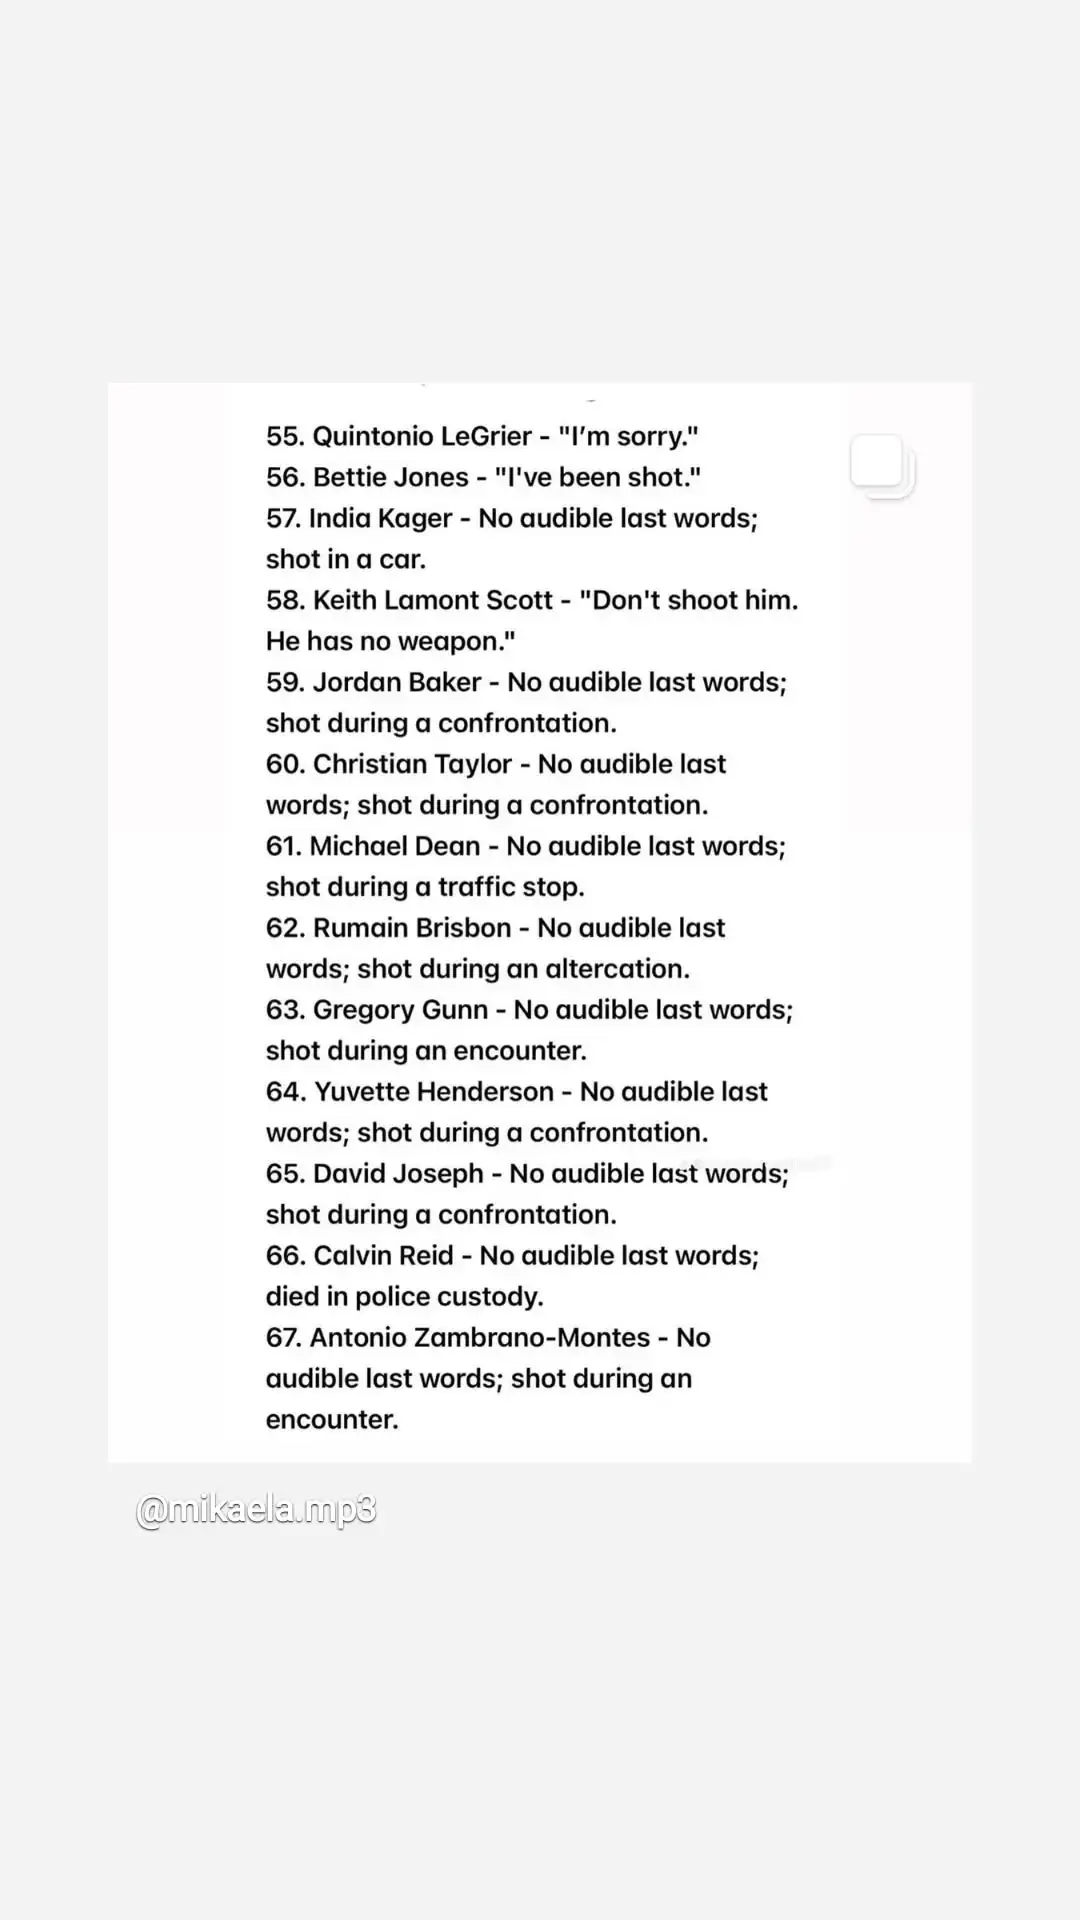 55. Quintonio LeGrier - "I’m sorry."
56. Bettie Jones - "I've been shot."
57. India Kager - No audible last words;
shot in a car.
58. Keith Lamont Scott - "Don't shoot him.
He has no weapon."
59. Jordan Baker - No audible last words;
shot during a confrontation.
60. Christian Taylor - No audible last
words; shot during a confrontation.
61. Michael Dean - No audible last words;
shot during a traffic stop.
62. Rumain Brisbon - No audible last
words; shot during an altercation.
63. Gregory Gunn - No audible last words;
shot during an encounter.
64. Yuvette Henderson - No audible last
words; shot during a confrontation.
65. David Joseph - No audible last words;
shot during a confrontation.
66. Calvin Reid - No audible last words;
died in police custody.
67. Antonio Zambrano-Montes - No
audible last words; shot during an
encounter.
@mikaela.mp3